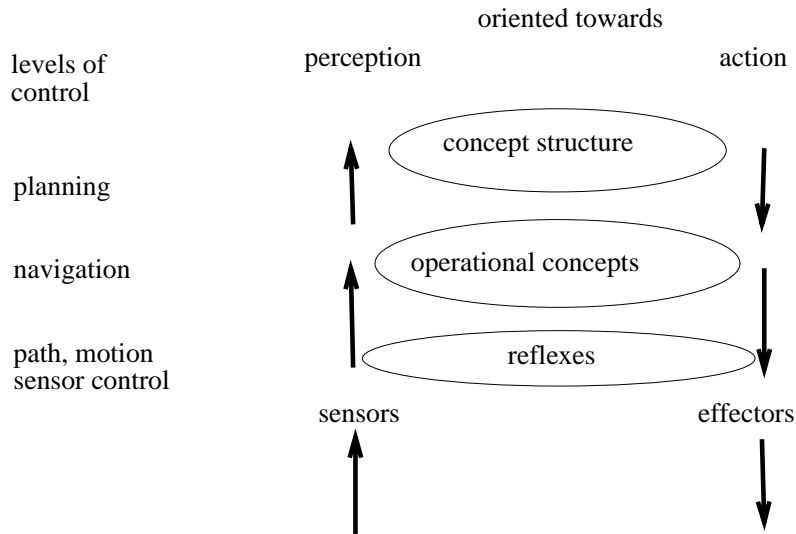 oriented towards
levels of
control
perception
action
concept structure
planning
navigation
operational concepts
path, motion
sensor control
reflexes
sensors
effectors